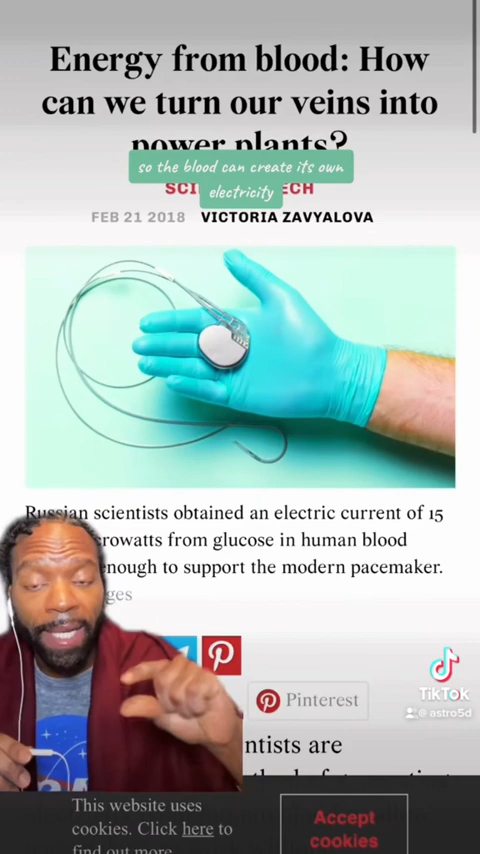 Energy from blood: How
can we turn our veins into
power plants?
so the blood can create its own
electricity
FEB 21 2018 VICTORIA ZAVYALOVA
Russian scientists obtained an electric current of 15
from glucose in human blood
enough to support the modern pacemaker.
Pinterest
TikTok
@astro5d
This website uses
cookies. Click here to
find out more.
Accept
cookies